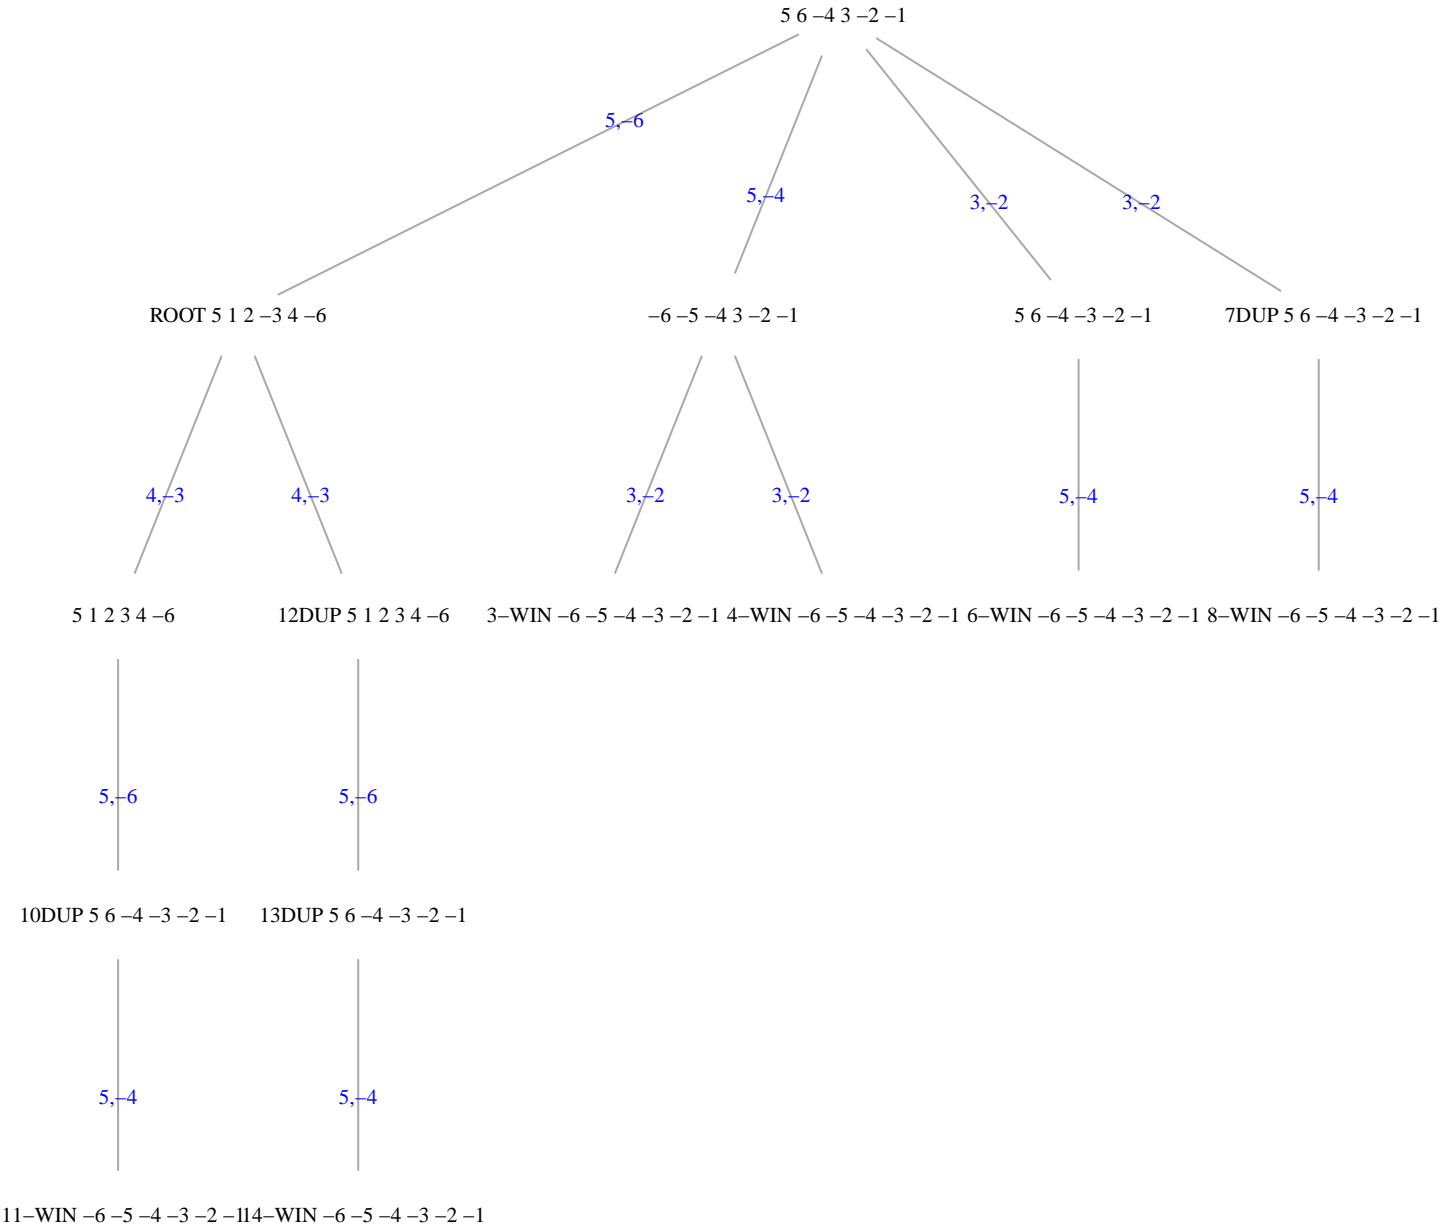 5 6 –4 3 –2 –1
5,–6
5,–4
3,–2
3,–2
ROOT 5 1 2 –3 4 –6
–6 –5 –4 3 –2 –1
5 6 –4 –3 –2 –1
7DUP 5 6 –4 –3 –2 –1
4,–3
4,–3
3,–2
3,–2
5,–4
5,–4
5 1 2 3 4 –6
12DUP 5 1 2 3 4 –6
3–WIN –6 –5 –4 –3 –2 –1
4–WIN –6 –5 –4 –3 –2 –1
6–WIN –6 –5 –4 –3 –2 –1
8–WIN –6 –5 –4 –3 –2 –1
5,–6
5,–6
10DUP 5 6 –4 –3 –2 –1
13DUP 5 6 –4 –3 –2 –1
5,–4
5,–4
11–WIN –6 –5 –4 –3 –2 –1
14–WIN –6 –5 –4 –3 –2 –1